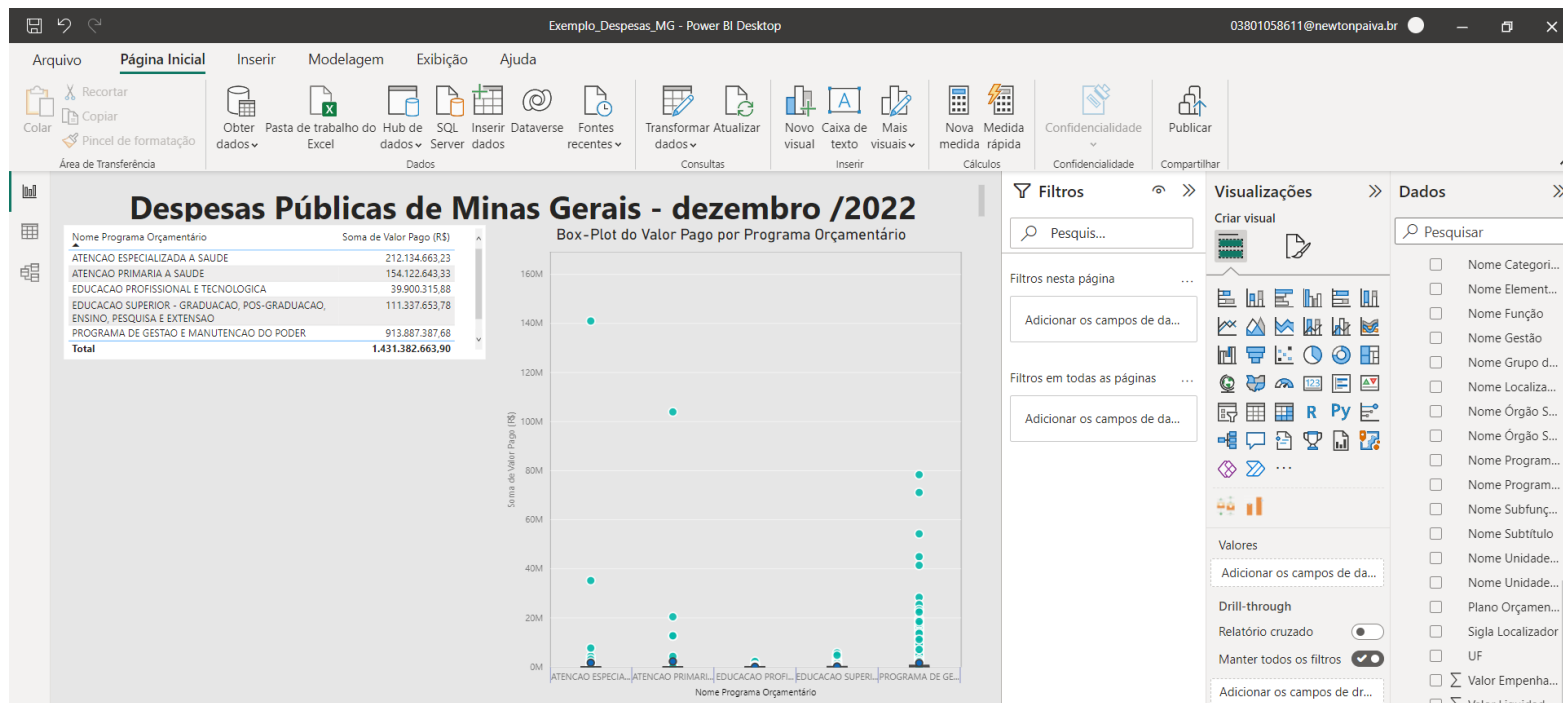 Exemplo_Despesas_MG - Power BI Desktop
03801058611@newtonpaiva.br
Arquivo Página Inicial Inserir Modelagem Exibição Ajuda
Colar
Recortar
Copiar
Pincel de formatação
Área de Transferência
Obter dados
Pasta de trabalho do Excel
Hub de dados
SQL Server
Inserir dados
Dataverse
Fontes recentes
Dados
Transformar dados
Atualizar
Consultas
Novo visual
Caixa de texto
Mais visuais
Inserir
Nova medida
Medida rápida
Cálculos
Confidencialidade
Confidencialidade
Publicar
Compartilhar
Despesas Públicas de Minas Gerais - dezembro /2022
Nome Programa Orçamentário Soma de Valor Pago (R$)
ATENCAO ESPECIALIZADA A SAUDE 212.134.663,23
ATENCAO PRIMARIA A SAUDE 154.122.643,33
EDUCACAO PROFISSIONAL E TECNOLOGICA 39.900.315,88
EDUCACAO SUPERIOR - GRADUACAO, POS-GRADUACAO, 111.337.653,78
ENSINO, PESQUISA E EXTENSAO
PROGRAMA DE GESTAO E MANUTENCAO DO PODER 913.887.387,68
Total 1.431.382.663,90
Box-Plot do Valor Pago por Programa Orçamentário
160M
140M
120M
100M
80M
60M
40M
20M
0M
Soma de Valor Pago (R$)
ATENCAO ESPECIA... ATENCAO PRIMARI... EDUCACAO PROFI... EDUCACAO SUPERI... PROGRAMA DE GE...
Nome Programa Orçamentário
Filtros
Pesquis...
Filtros nesta página ...
Adicionar os campos de da...
Filtros em todas as páginas ...
Adicionar os campos de da...
Visualizações
Criar visual
123
R Py
...
Valores
Adicionar os campos de da...
Drill-through
Relatório cruzado
Manter todos os filtros
Adicionar os campos de dr...
Dados
Pesquisar
Nome Categori...
Nome Element...
Nome Função
Nome Gestão
Nome Grupo d...
Nome Localiza...
Nome Órgão S...
Nome Órgão S...
Nome Program...
Nome Program...
Nome Subfunç...
Nome Subtítulo
Nome Unidade...
Nome Unidade...
Plano Orçamen...
Sigla Localizador
UF
Valor Empenha...